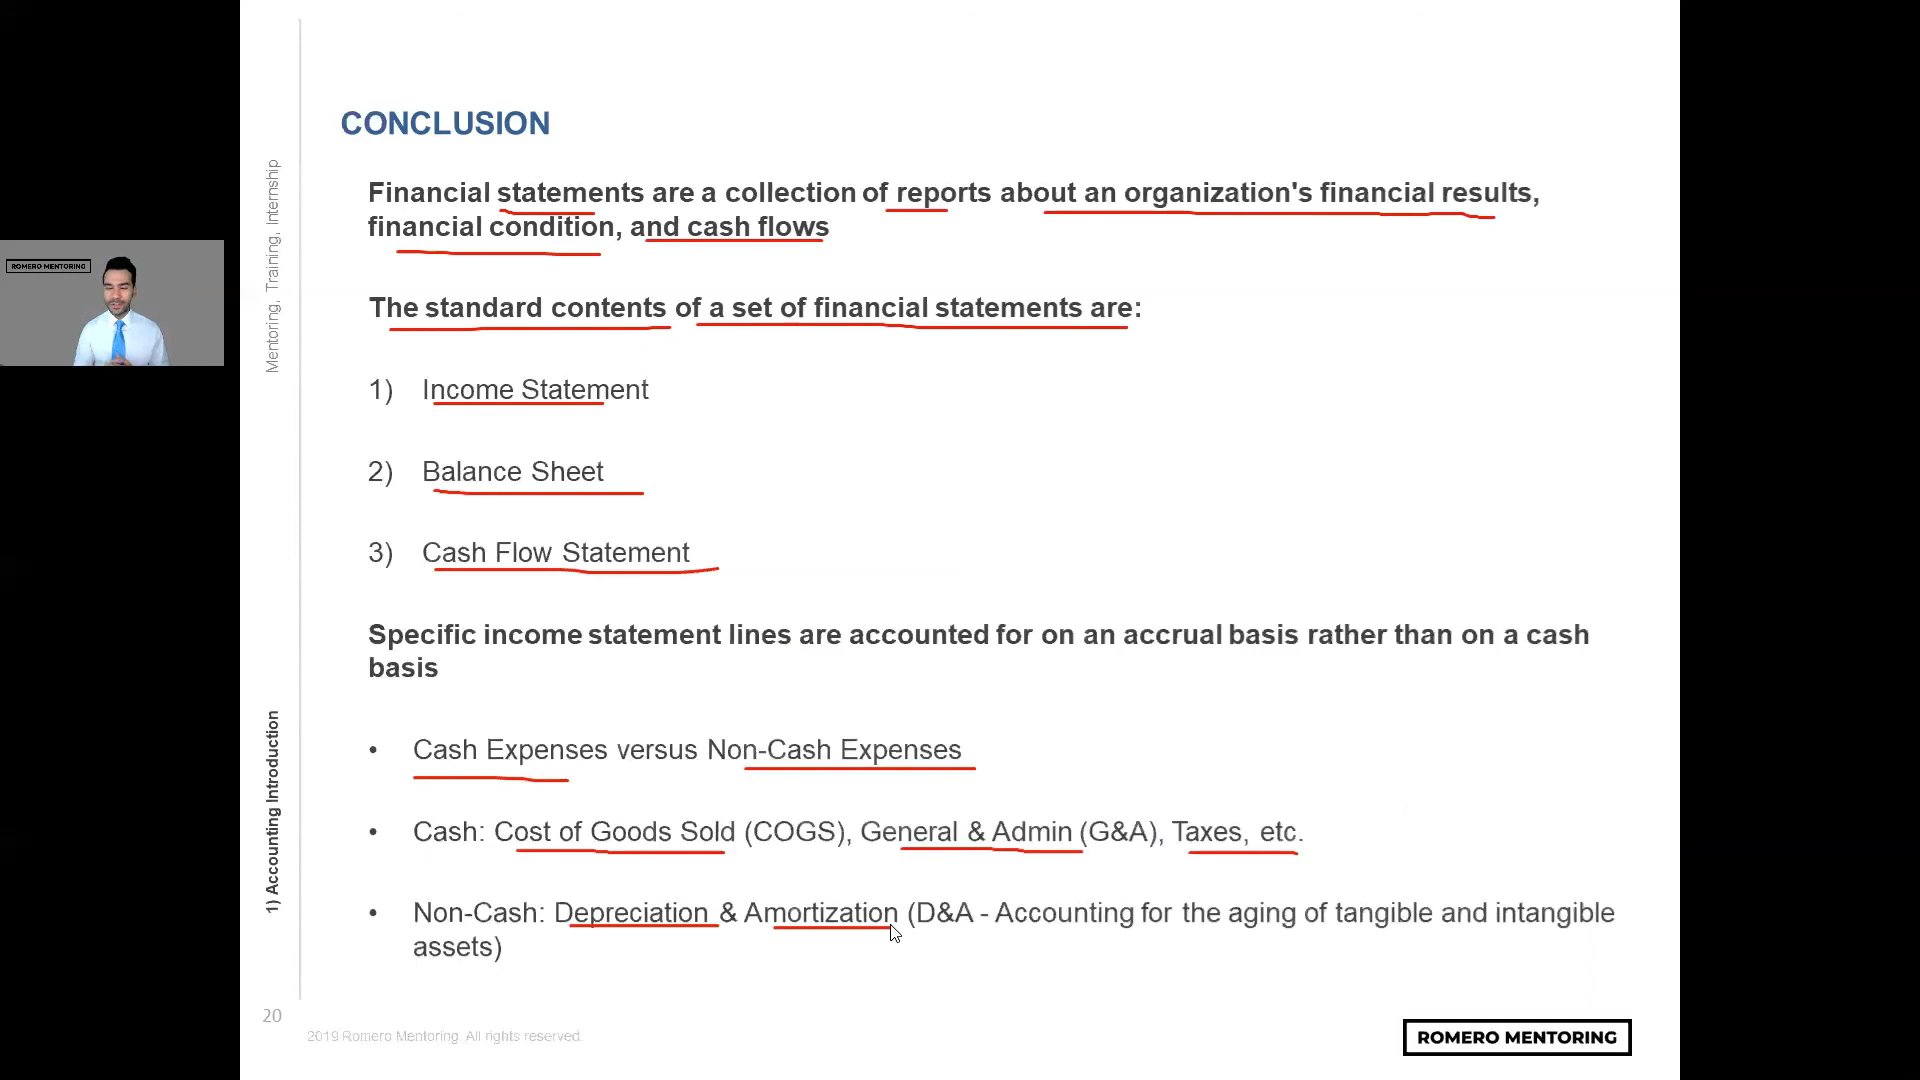 CONCLUSION
Financial statements are a collection of reports about an organization's financial results,
financial condition, and cash flows
The standard contents of a set of financial statements are:
1) Income Statement
2) Balance Sheet
3) Cash Flow Statement
Specific income statement lines are accounted for on an accrual basis rather than on a cash
basis
• Cash Expenses versus Non-Cash Expenses
• Cash: Cost of Goods Sold (COGS), General & Admin (G&A), Taxes, etc.
• Non-Cash: Depreciation & Amortization (D&A - Accounting for the aging of tangible and intangible
assets)
Mentoring, Training, Internship
1) Accounting Introduction
ROMERO MENTORING
20
2019 Romero Mentoring. All rights reserved.
ROMERO MENTORING